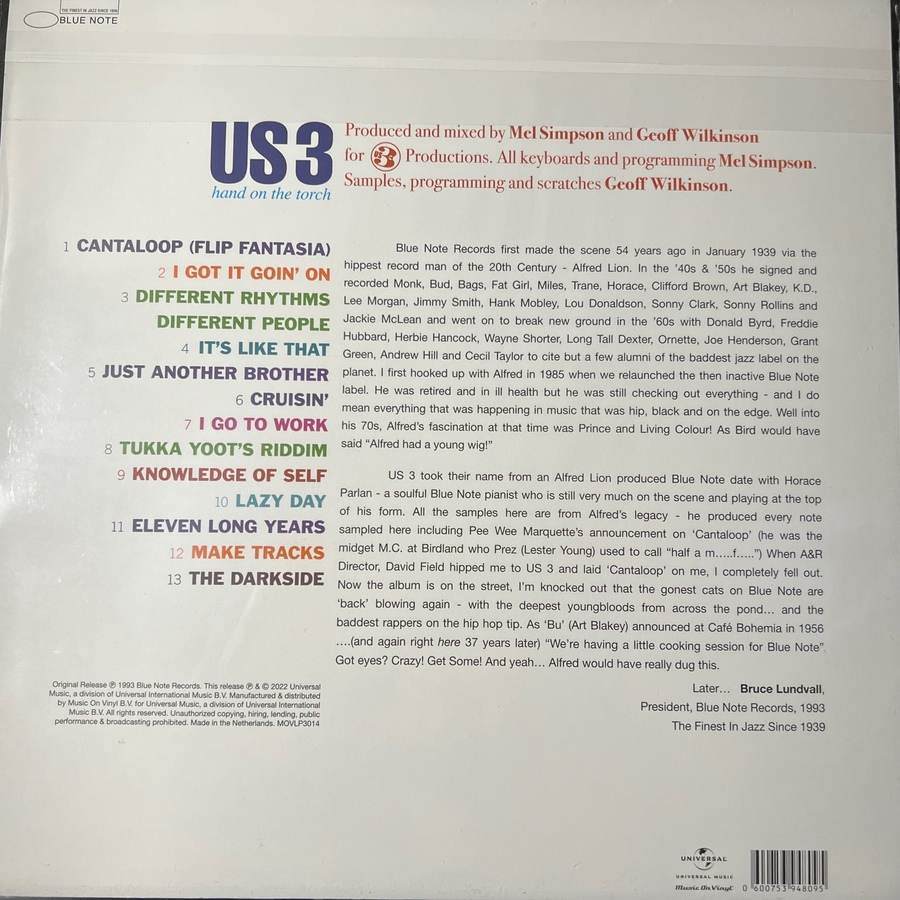 THE FINEST IN JAZZ SINCE 1939
BLUE NOTE
US 3
hand on the torch
Produced and mixed by Mel Simpson and Geoff Wilkinson
for 3 Productions. All keyboards and programming Mel Simpson.
Samples, programming and scratches Geoff Wilkinson.
1 CANTALOOP (FLIP FANTASIA)
2 I GOT IT GOIN' ON
3 DIFFERENT RHYTHMS
DIFFERENT PEOPLE
4 IT'S LIKE THAT
5 JUST ANOTHER BROTHER
6 CRUISIN'
7 I GO TO WORK
8 TUKKA YOOT'S RIDDIM
9 KNOWLEDGE OF SELF
10 LAZY DAY
11 ELEVEN LONG YEARS
12 MAKE TRACKS
13 THE DARKSIDE
Blue Note Records first made the scene 54 years ago in January 1939 via the
hippest record man of the 20th Century - Alfred Lion. In the '40s & '50s he signed and
recorded Monk, Bud, Bags, Fat Girl, Miles, Trane, Horace, Clifford Brown, Art Blakey, K.D.,
Lee Morgan, Jimmy Smith, Hank Mobley, Lou Donaldson, Sonny Clark, Sonny Rollins and
Jackie McLean and went on to break new ground in the '60s with Donald Byrd, Freddie
Hubbard, Herbie Hancock, Wayne Shorter, Long Tall Dexter, Ornette, Joe Henderson, Grant
Green, Andrew Hill and Cecil Taylor to cite but a few alumni of the baddest jazz label on the
planet. I first hooked up with Alfred in 1985 when we relaunched the then inactive Blue Note
label. He was retired and in ill health but he was still checking out everything - and I do
mean everything that was happening in music that was hip, black and on the edge. Well into
his 70s, Alfred's fascination at that time was Prince and Living Colour! As Bird would have
said "Alfred had a young wig!"
US 3 took their name from an Alfred Lion produced Blue Note date with Horace
Parlan - a soulful Blue Note pianist who is still very much on the scene and playing at the top
of his form. All the samples here are from Alfred's legacy - he produced every note
sampled here including Pee Wee Marquette's announcement on 'Cantaloop' (he was the
midget M.C. at Birdland who Prez (Lester Young) used to call "half a m.....f.....") When A&R
Director, David Field hipped me to US 3 and laid 'Cantaloop' on me, I completely fell out.
Now the album is on the street, I'm knocked out that the gonest cats on Blue Note are
'back' blowing again - with the deepest youngbloods from across the pond... and the
baddest rappers on the hip hop tip. As 'Bu' (Art Blakey) announced at Café Bohemia in 1956
....(and again right here 37 years later) "We're having a little cooking session for Blue Note".
Got eyes? Crazy! Get Some! And yeah... Alfred would have really dug this.
Later... Bruce Lundvall,
President, Blue Note Records, 1993
The Finest In Jazz Since 1939
Original Release ℗ 1993 Blue Note Records. This release ℗ & © 2022 Universal
Music, a division of Universal International Music B.V. Manufactured & distributed
by Music On Vinyl B.V. for Universal Music, a division of Universal International
Music B.V. All rights reserved. Unauthorized copying, hiring, lending, public
performance & broadcasting prohibited. Made in the Netherlands. MOVLP3014
UNIVERSAL
UNIVERSAL MUSIC
Music On Vinyl
0 600753 948095